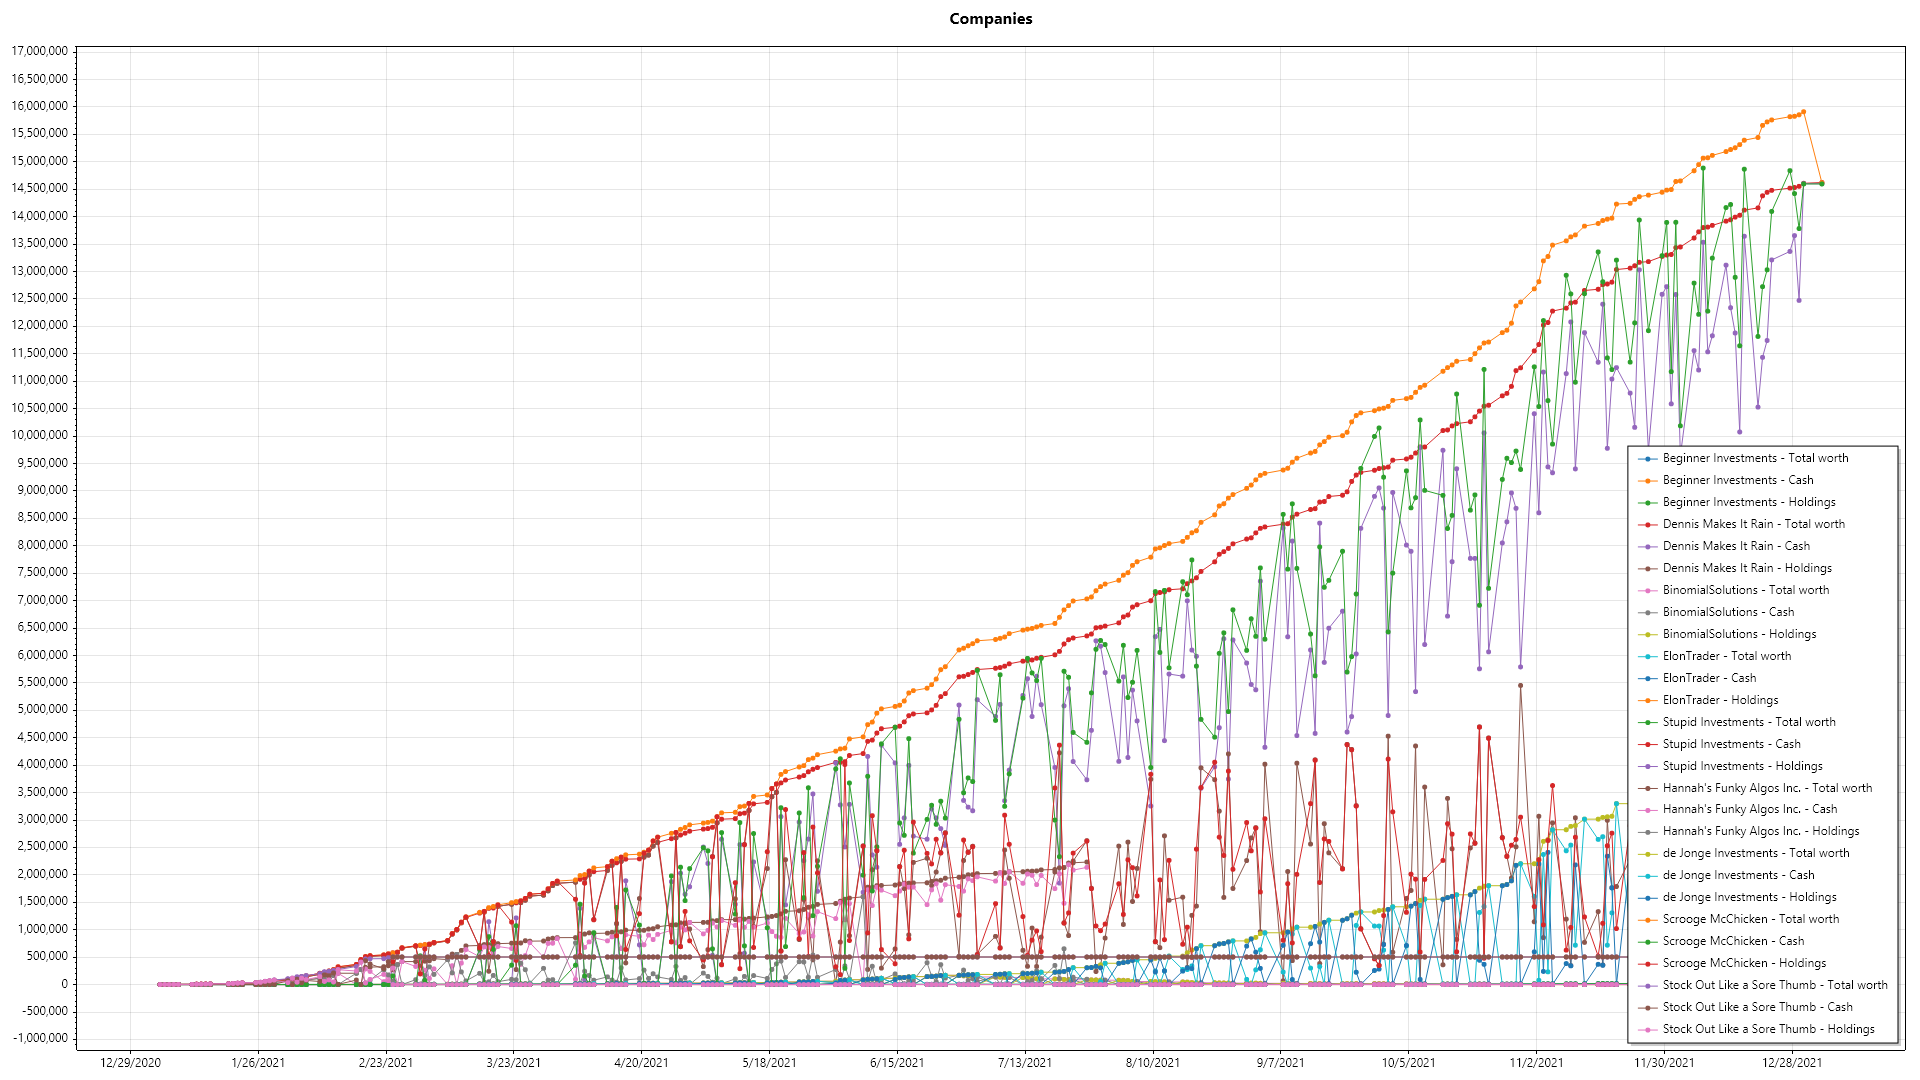 Companies
17,000,000
16,500,000
16,000,000
15,500,000
15,000,000
14,500,000
14,000,000
13,500,000
13,000,000
12,500,000
12,000,000
11,500,000
11,000,000
10,500,000
10,000,000
9,500,000
9,000,000
8,500,000
8,000,000
7,500,000
7,000,000
6,500,000
6,000,000
5,500,000
5,000,000
4,500,000
4,000,000
3,500,000
3,000,000
2,500,000
2,000,000
1,500,000
1,000,000
500,000
0
-500,000
-1,000,000
12/29/2020 1/26/2021 2/23/2021 3/23/2021 4/20/2021 5/18/2021 6/15/2021 7/13/2021 8/10/2021 9/7/2021 10/5/2021 11/2/2021 11/30/2021 12/28/2021
Beginner Investments - Total worth
Beginner Investments - Cash
Beginner Investments - Holdings
Dennis Makes It Rain - Total worth
Dennis Makes It Rain - Cash
Dennis Makes It Rain - Holdings
BinomialSolutions - Total worth
BinomialSolutions - Cash
BinomialSolutions - Holdings
ElonTrader - Total worth
ElonTrader - Cash
ElonTrader - Holdings
Stupid Investments - Total worth
Stupid Investments - Cash
Stupid Investments - Holdings
Hannah's Funky Algos Inc. - Total worth
Hannah's Funky Algos Inc. - Cash
Hannah's Funky Algos Inc. - Holdings
de Jonge Investments - Total worth
de Jonge Investments - Cash
de Jonge Investments - Holdings
Scrooge McChicken - Total worth
Scrooge McChicken - Cash
Scrooge McChicken - Holdings
Stock Out Like a Sore Thumb - Total worth
Stock Out Like a Sore Thumb - Cash
Stock Out Like a Sore Thumb - Holdings